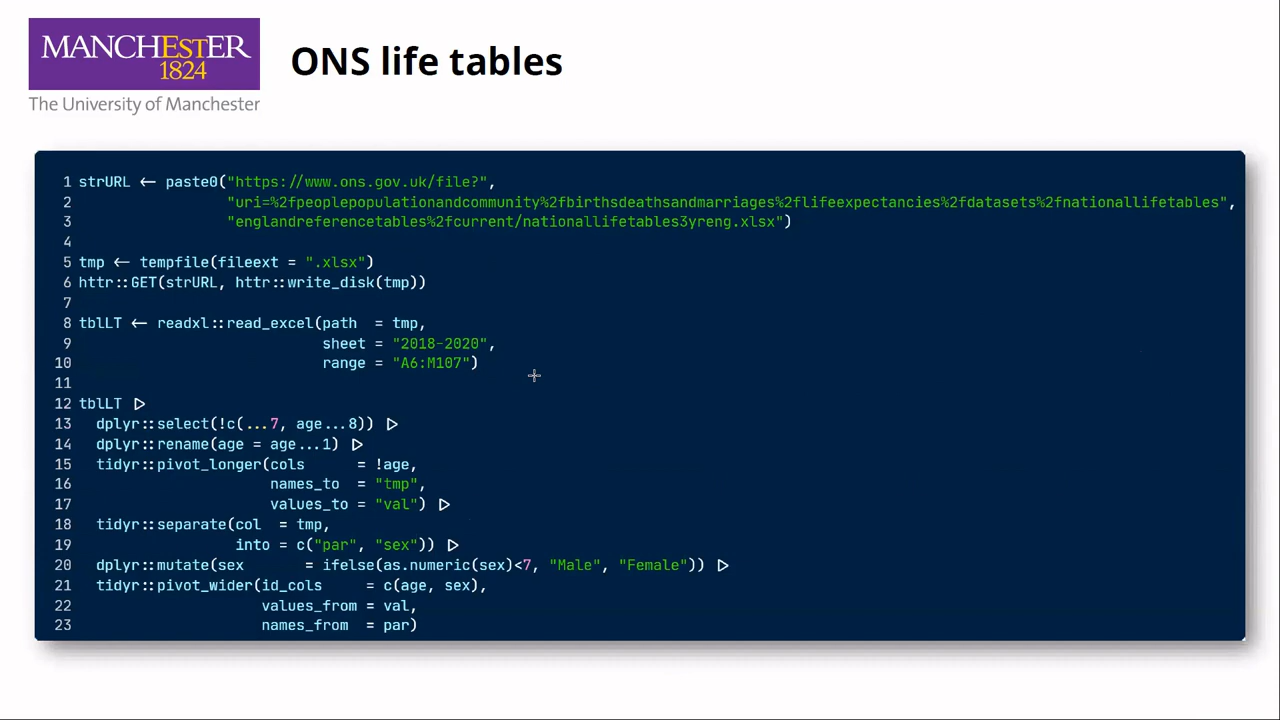 MANCHESTER
1824
The University of Manchester
ONS life tables
1 strURL <- paste0("https://www.ons.gov.uk/file?",
2 "uri=%2fpeoplepopulationandcommunity%2fbirthsdeathsandmarriages%2flifeexpectancies%2fdatasets%2fnationallifetables",
3 "englandreferencetables%2fcurrent/nationallifetables3yreng.xlsx")
4
5 tmp <- tempfile(fileext = ".xlsx")
6 httr::GET(strURL, httr::write_disk(tmp))
7
8 tblLT <- readxl::read_excel(path = tmp,
9 sheet = "2018-2020",
10 range = "A6:M107")
11
12 tblLT |>
13 dplyr::select(!c(...7, age...8)) |>
14 dplyr::rename(age = age...1) |>
15 tidyr::pivot_longer(cols = !age,
16 names_to = "tmp",
17 values_to = "val") |>
18 tidyr::separate(col = tmp,
19 into = c("par", "sex")) |>
20 dplyr::mutate(sex = ifelse(as.numeric(sex)<7, "Male", "Female")) |>
21 tidyr::pivot_wider(id_cols = c(age, sex),
22 values_from = val,
23 names_from = par)